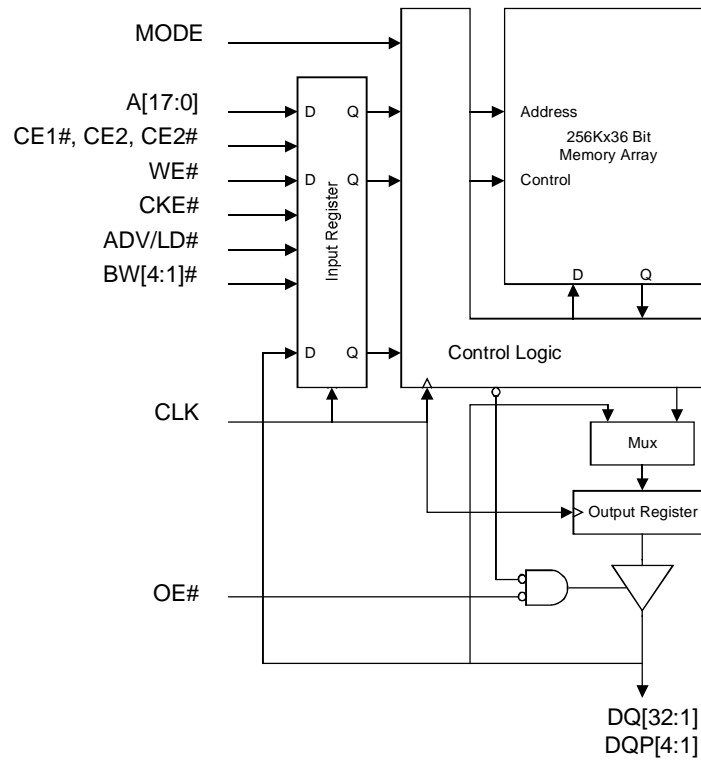 MODE
A[17:0]
CE1#, CE2, CE2#
WE#
CKE#
ADV/LD#
BW[4:1]#
D Q
D Q
Input Register
D Q
Address
256Kx36 Bit
Memory Array
Control
D Q
Control Logic
CLK
Mux
Output Register
OE#
DQ[32:1]
DQP[4:1]